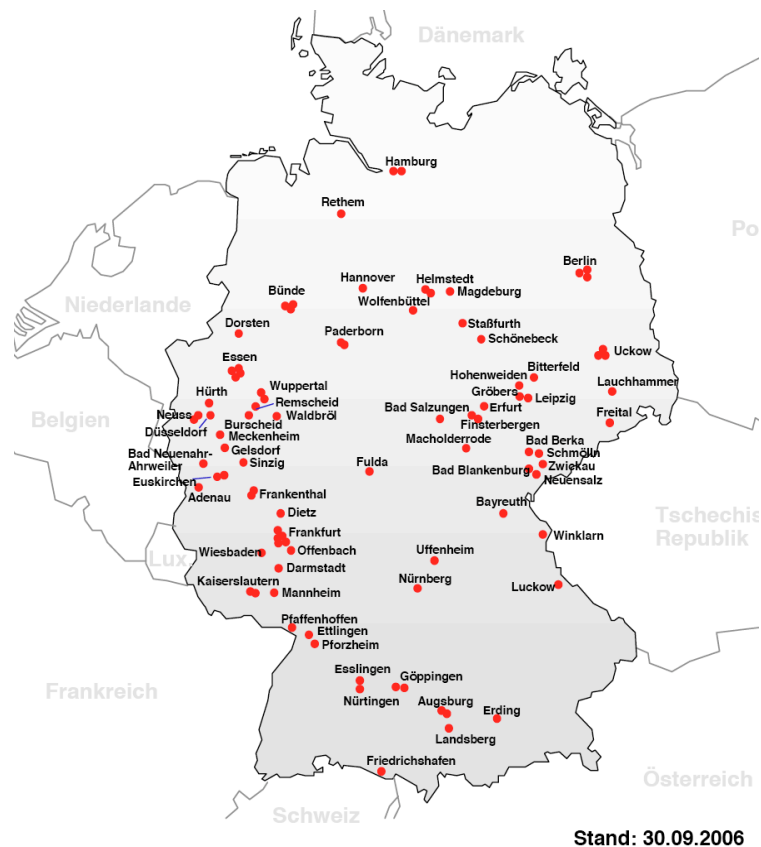 Dänemark
Hamburg
Rethem
Po
Berlin
Hannover
Helmstedt
Bünde
Wolfenbüttel
Magdeburg
Niederlande
Dorsten
Paderborn
Staßfurth
Schönebeck
Uckow
Essen
Hohenweiden
Bitterfeld
Wuppertal
Lauchhammer
Hürth
Gröbers
Remscheid
Leipzig
Neuss
Waldbröl
Bad Salzungen
Erfurt
Freital
Belgien
Burscheid
Finsterbergen
Düsseldorf
Meckenheim
Macholderrode
Bad Berka
Bad Neuenahr-
Ahrweiler
Gelsdorf
Schmölln
Sinzig
Fulda
Bad Blankenburg
Zwickau
Euskirchen
Neuensalz
Adenau
Frankenthal
Bayreuth
Dietz
Tschechis
Republik
Frankfurt
Winklarn
Lux.
Wiesbaden
Offenbach
Uffenheim
Darmstadt
Kaiserslautern
Nürnberg
Luckow
Mannheim
Pfaffenhoffen
Ettlingen
Pforzheim
Esslingen
Göppingen
Frankreich
Nürtingen
Augsburg
Erding
Landsberg
Friedrichshafen
Österreich
Schweiz
Stand: 30.09.2006